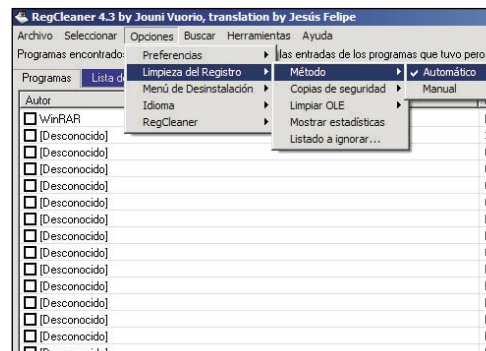 RegCleaner 4.3 by Jouni Vuorio, translation by Jesús Felipe
Archivo Seleccionar Opciones Buscar Herramientas Ayuda
Programas encontrado las entradas de los programas que tuvo pero
Programas Lista d
Preferencias
Limpieza del Registro
Menú de Desinstalación
Idioma
RegCleaner
Método
Copias de seguridad
Limpiar OLE
Mostrar estadísticas
Listado a ignorar...
Automático
Manual
Autor
WinRAR
[Desconocido]
[Desconocido]
[Desconocido]
[Desconocido]
[Desconocido]
[Desconocido]
[Desconocido]
[Desconocido]
[Desconocido]
[Desconocido]
[Desconocido]
[Desconocido]
[Desconocido]